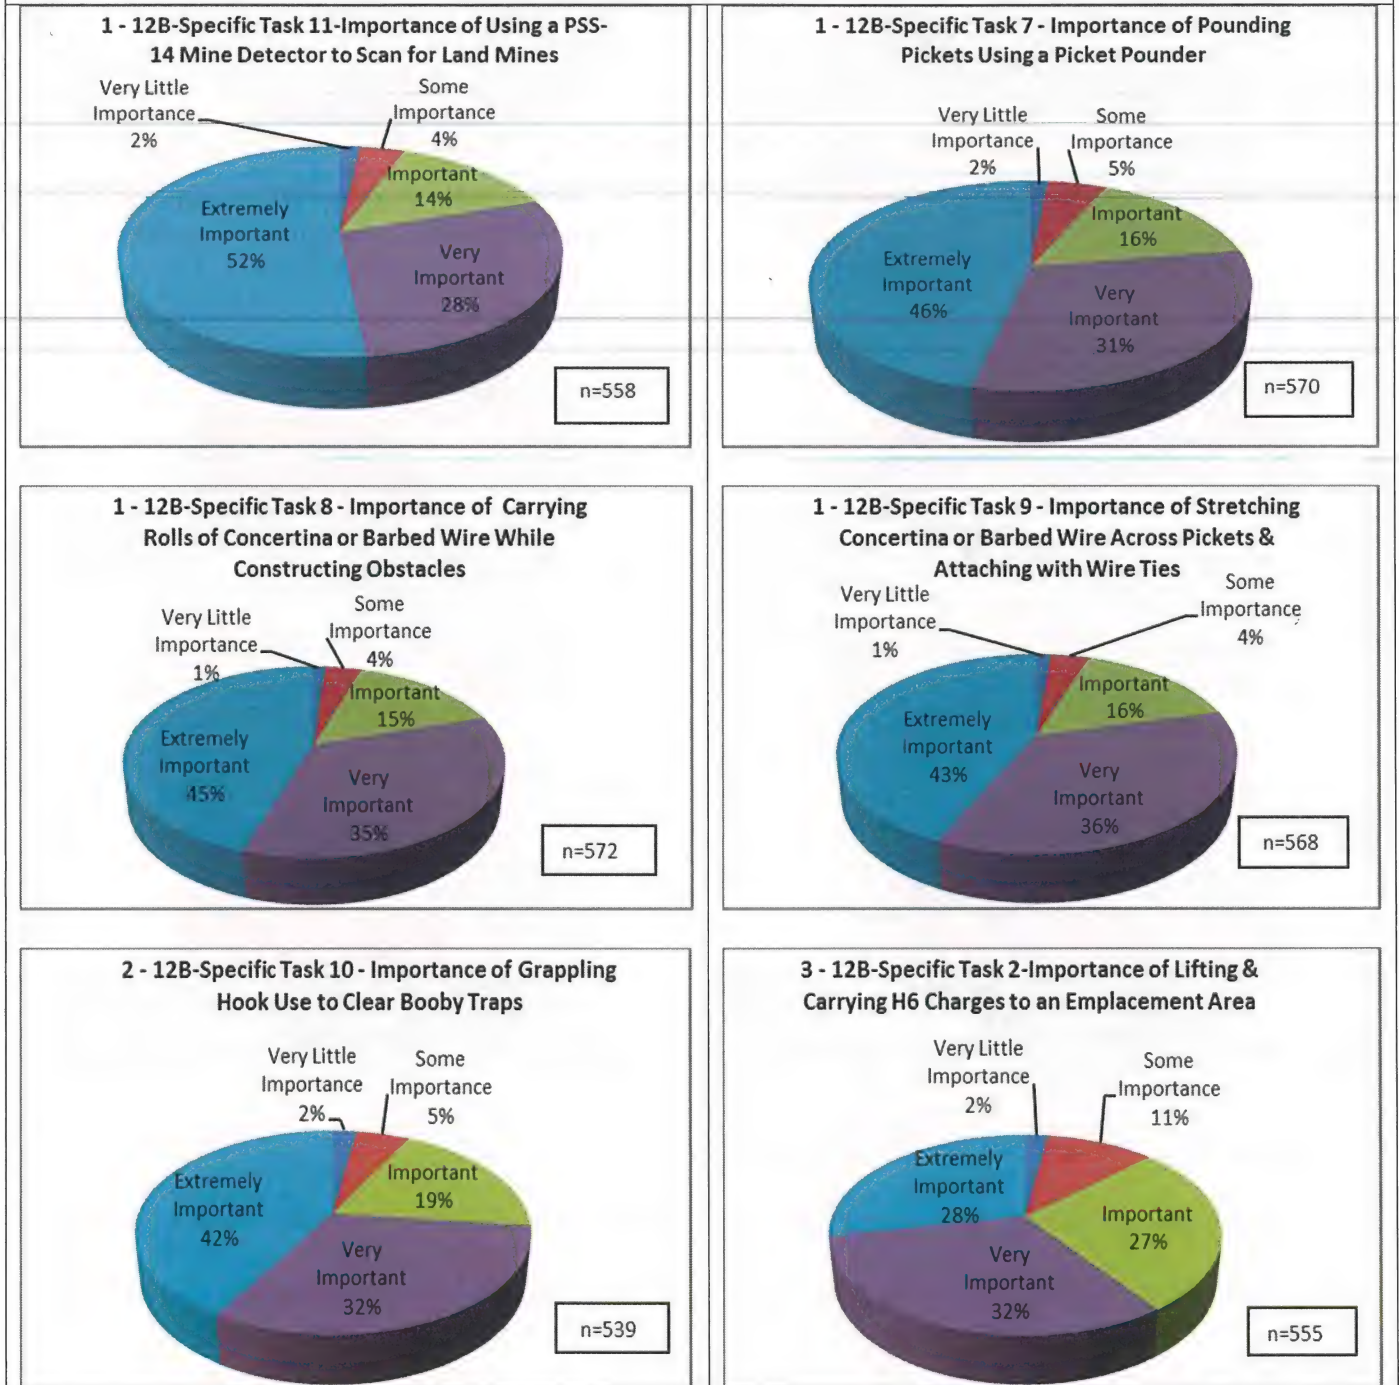 1 - 12B-Specific Task 11-Importance of Using a PSS-
14 Mine Detector to Scan for Land Mines
Very Little
Importance
2%
Some
Importance
4%
Important
14%
Very
Important
28%
Extremely
Important
52%
n=558
1 - 12B-Specific Task 7 - Importance of Pounding
Pickets Using a Picket Pounder
Very Little
Importance
2%
Some
Importance
5%
Important
16%
Very
Important
31%
Extremely
Important
46%
n=570
1 - 12B-Specific Task 8 - Importance of Carrying
Rolls of Concertina or Barbed Wire While
Constructing Obstacles
Very Little
Importance
1%
Some
Importance
4%
Important
15%
Very
Important
35%
Extremely
Important
45%
n=572
1 - 12B-Specific Task 9 - Importance of Stretching
Concertina or Barbed Wire Across Pickets &
Attaching with Wire Ties
Very Little
Importance
1%
Some
Importance
4%
Important
16%
Very
Important
36%
Extremely
Important
43%
n=568
2 - 12B-Specific Task 10 - Importance of Grappling
Hook Use to Clear Booby Traps
Very Little
Importance
2%
Some
Importance
5%
Important
19%
Very
Important
32%
Extremely
Important
42%
n=539
3 - 12B-Specific Task 2-Importance of Lifting &
Carrying H6 Charges to an Emplacement Area
Very Little
Importance
2%
Some
Importance
11%
Important
27%
Very
Important
32%
Extremely
Important
28%
n=555